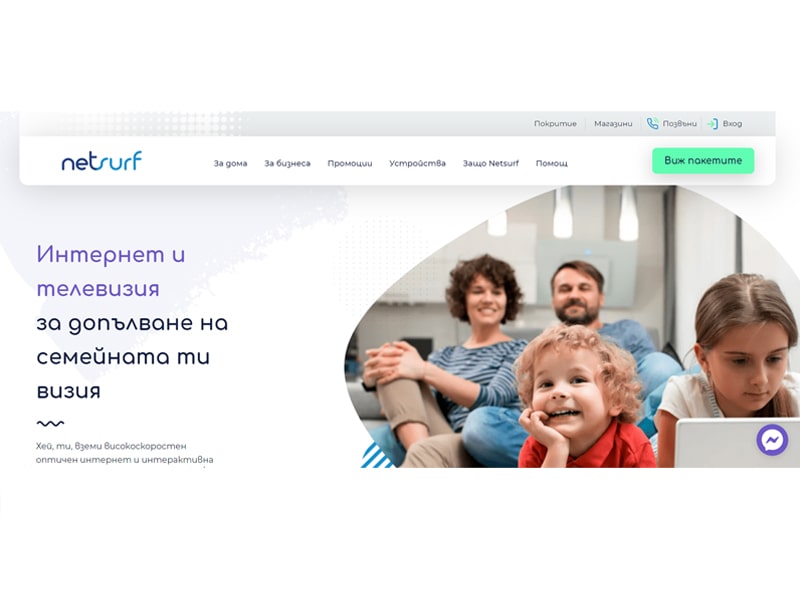 Покритие Магазини Позвъни Вход
netsurf За дома За бизнеса Промоции Устройства Защо Netsurf Помощ Виж пакетите
Интернет и
телевизия
за допълване на
семейната ти
визия
Хей, ти, вземи високоскоростен
оптичен интернет и интерактивна